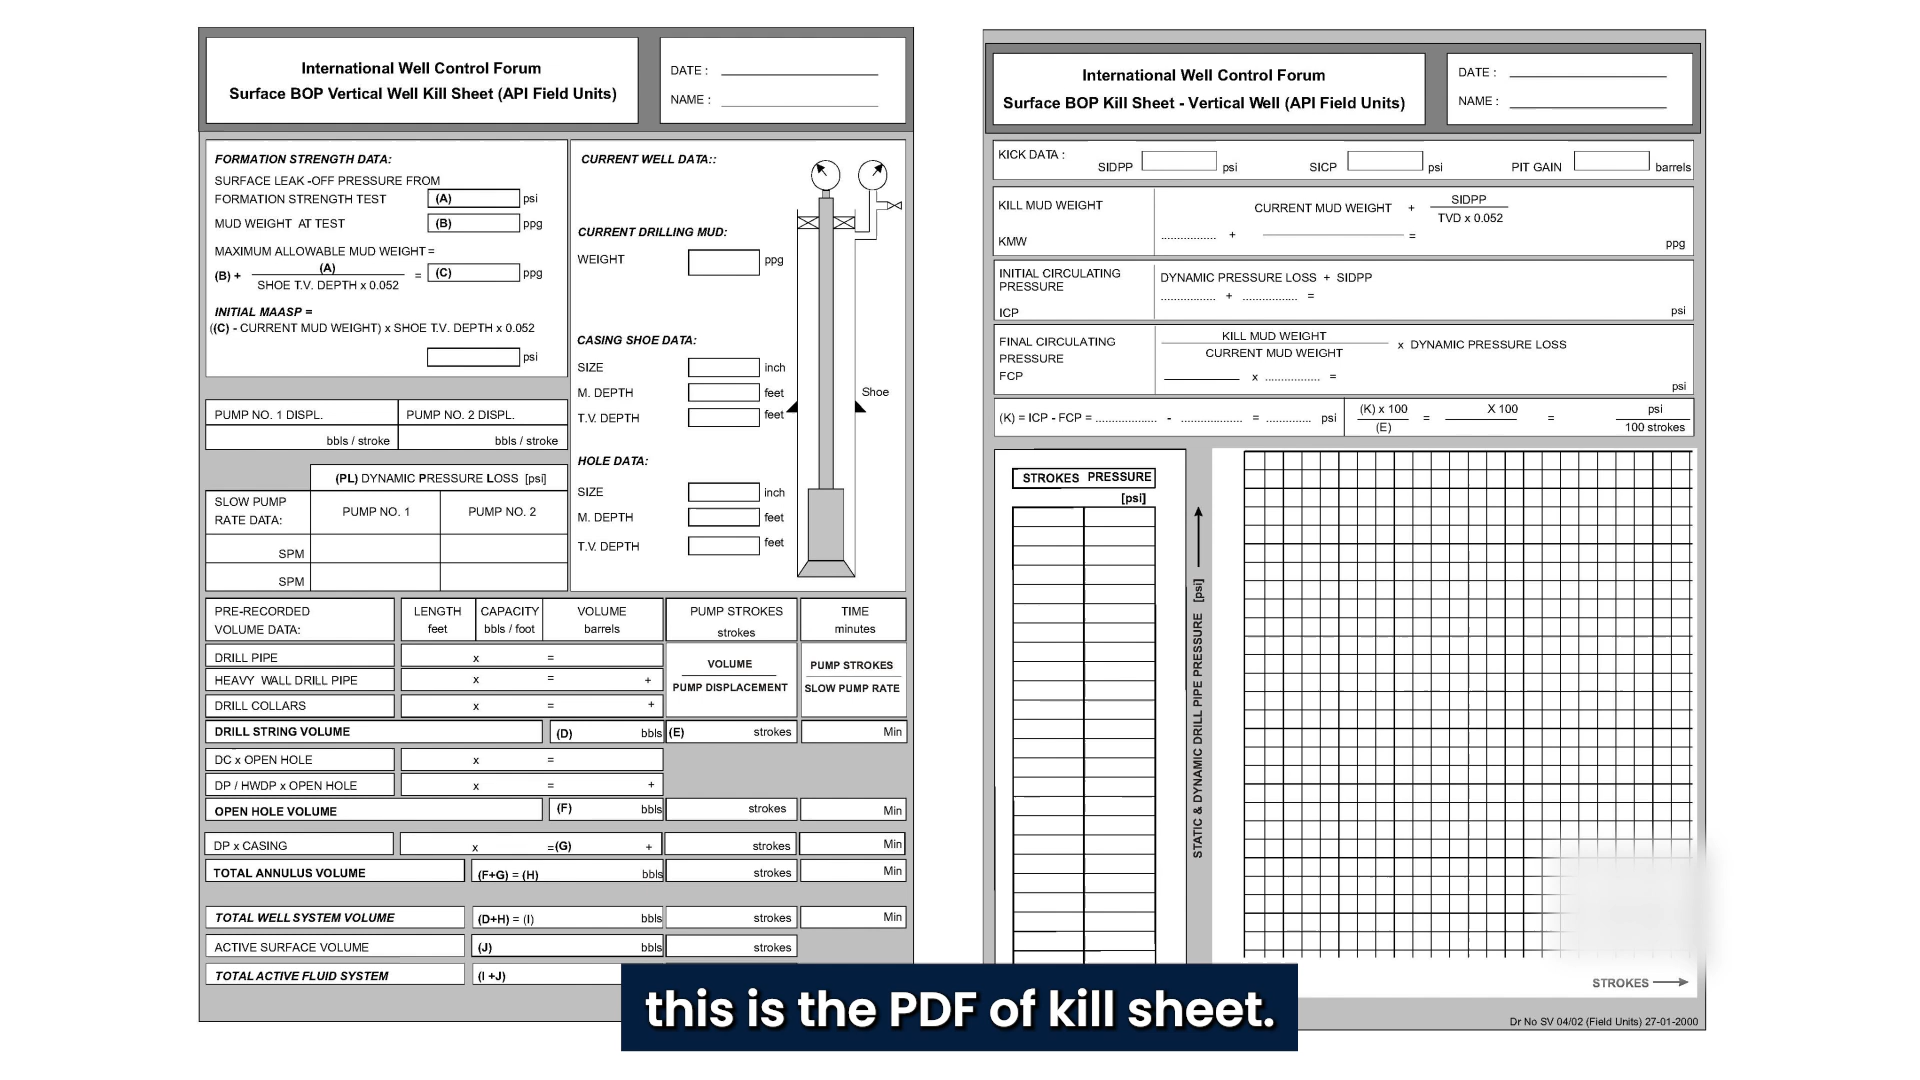 International Well Control Forum
Surface BOP Vertical Well Kill Sheet (API Field Units)
DATE :
NAME :
FORMATION STRENGTH DATA:
SURFACE LEAK -OFF PRESSURE FROM
FORMATION STRENGTH TEST (A) psi
MUD WEIGHT AT TEST (B) ppg
MAXIMUM ALLOWABLE MUD WEIGHT =
(B) + (A) = (C) ppg
SHOE T.V. DEPTH x 0.052
INITIAL MAASP =
((C) - CURRENT MUD WEIGHT) x SHOE T.V. DEPTH x 0.052
psi
CURRENT WELL DATA::
CURRENT DRILLING MUD:
WEIGHT ppg
CASING SHOE DATA:
SIZE inch
M. DEPTH feet
T.V. DEPTH feet
Shoe
HOLE DATA:
SIZE inch
M. DEPTH feet
T.V. DEPTH feet
PUMP NO. 1 DISPL. PUMP NO. 2 DISPL.
bbls / stroke bbls / stroke
(PL) DYNAMIC PRESSURE LOSS [psi]
SLOW PUMP
RATE DATA: PUMP NO. 1 PUMP NO. 2
SPM
SPM
PRE-RECORDED LENGTH CAPACITY VOLUME PUMP STROKES TIME
VOLUME DATA: feet bbls / foot barrels strokes minutes
DRILL PIPE x =
HEAVY WALL DRILL PIPE x = +
DRILL COLLARS x = +
VOLUME PUMP STROKES
PUMP DISPLACEMENT SLOW PUMP RATE
DRILL STRING VOLUME (D) bbls (E) strokes Min
DC x OPEN HOLE x =
DP / HWDP x OPEN HOLE x = +
OPEN HOLE VOLUME (F) bbls strokes Min
DP x CASING x =(G) + strokes Min
TOTAL ANNULUS VOLUME (F+G) = (H) bbls strokes Min
TOTAL WELL SYSTEM VOLUME (D+H) = (I) bbls strokes Min
ACTIVE SURFACE VOLUME (J) bbls strokes
TOTAL ACTIVE FLUID SYSTEM (I +J)
International Well Control Forum
Surface BOP Kill Sheet - Vertical Well (API Field Units)
DATE :
NAME :
KICK DATA :
SIDPP psi SICP psi PIT GAIN barrels
KILL MUD WEIGHT CURRENT MUD WEIGHT + SIDPP
TVD x 0.052
KMW ................ + = ppg
INITIAL CIRCULATING
PRESSURE DYNAMIC PRESSURE LOSS + SIDPP
................ + ................ =
ICP psi
FINAL CIRCULATING
PRESSURE
KILL MUD WEIGHT x DYNAMIC PRESSURE LOSS
CURRENT MUD WEIGHT
FCP x ................ =
psi
(K) = ICP - FCP = .................. - .................. = ............. psi
(K) x 100 = X 100 = psi
(E) 100 strokes
STROKES PRESSURE
[psi]
STATIC & DYNAMIC DRILL PIPE PRESSURE [psi]
STROKES
Dr No SV 04/02 (Field Units) 27-01-2000
this is the PDF of kill sheet.